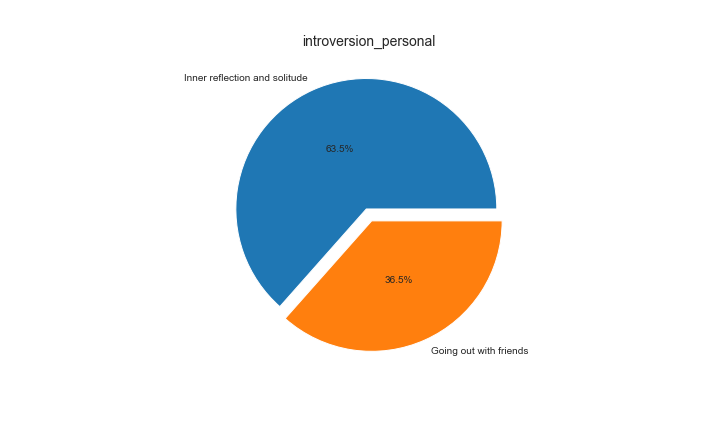 introversion_personal
Inner reflection and solitude
63.5%
36.5%
Going out with friends